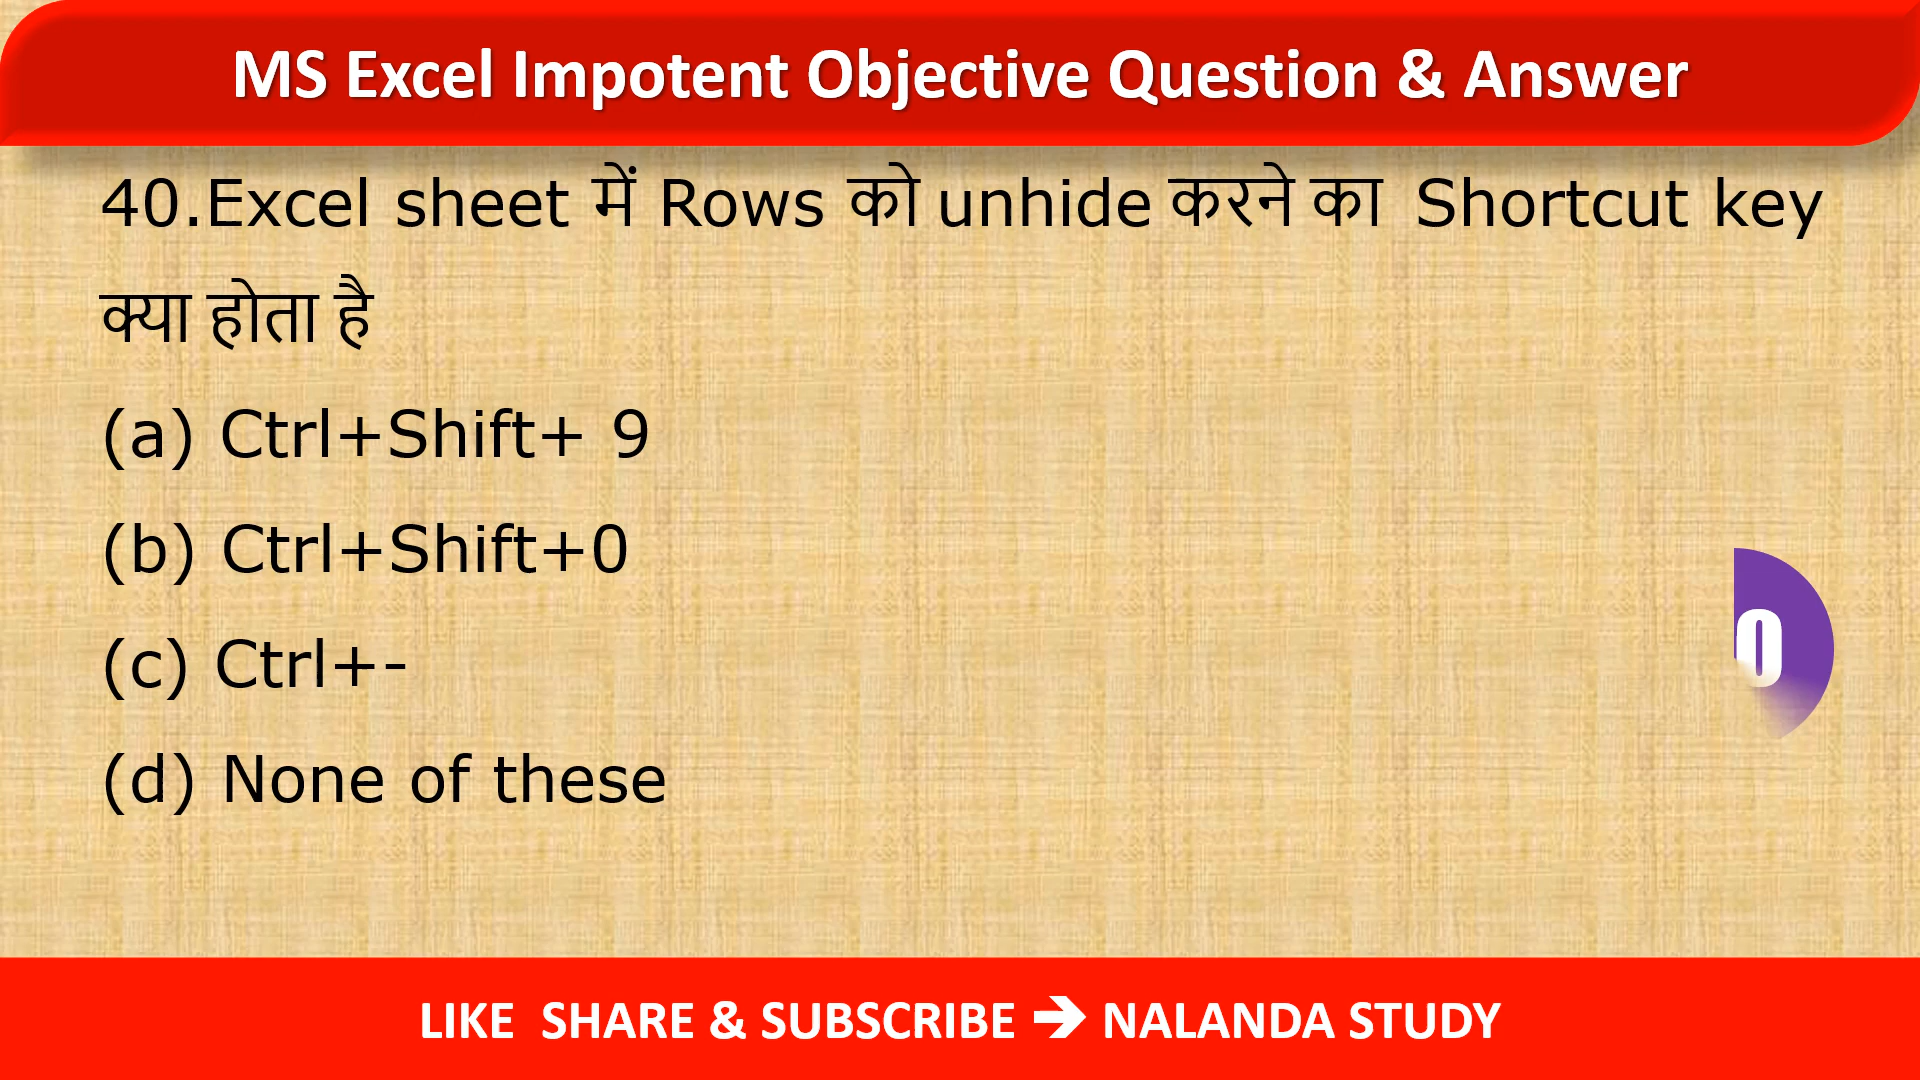 MS Excel Impotent Objective Question & Answer
40.Excel sheet में Rows को unhide करने का Shortcut key
क्या होता है
(a) Ctrl+Shift+ 9
(b) Ctrl+Shift+0
(c) Ctrl+-
(d) None of these
0
LIKE SHARE & SUBSCRIBE → NALANDA STUDY